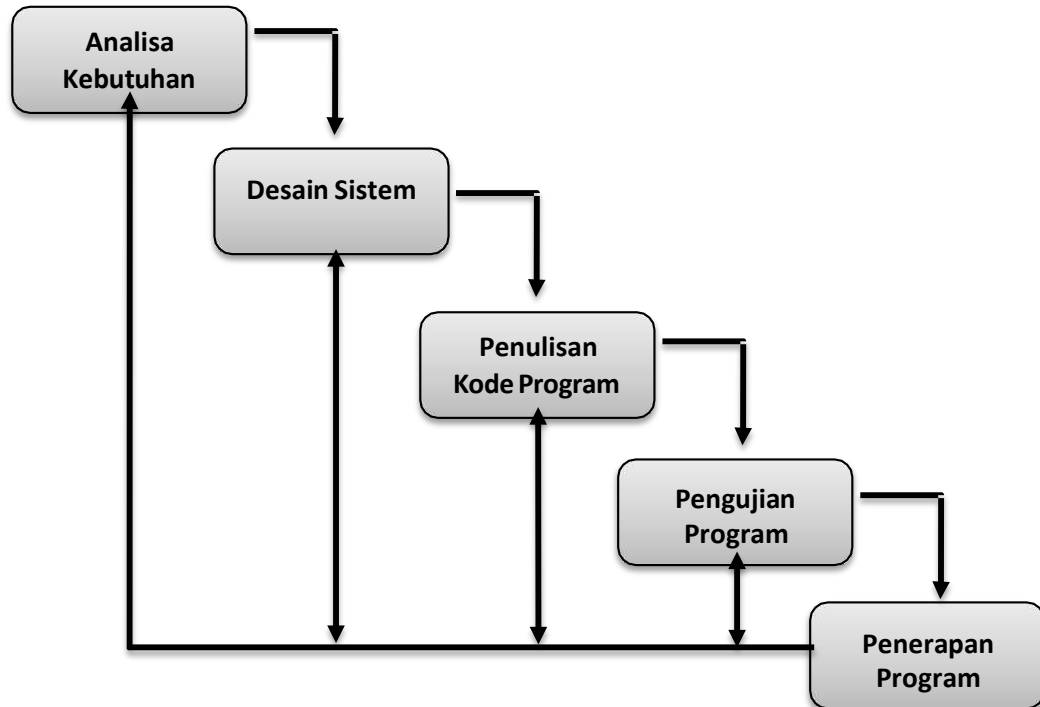 Analisa
Kebutuhan
Desain Sistem
Penulisan
Kode Program
Pengujian
Program
Penerapan
Program